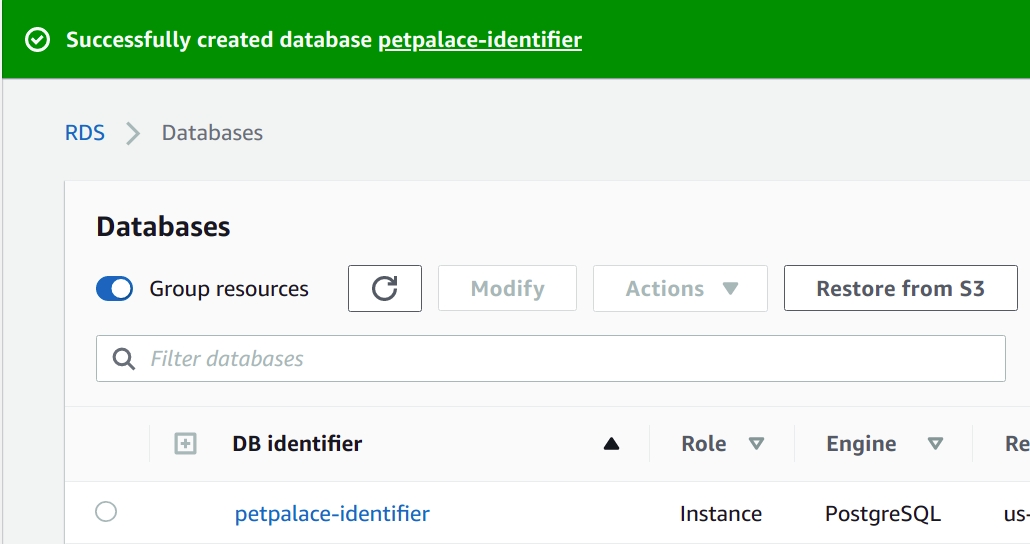 Successfully created database petpalace-identifier
RDS Databases
Databases
Group resources Modify Actions Restore from S3
Filter databases
DB identifier Role Engine Re
petpalace-identifier Instance PostgreSQL us-